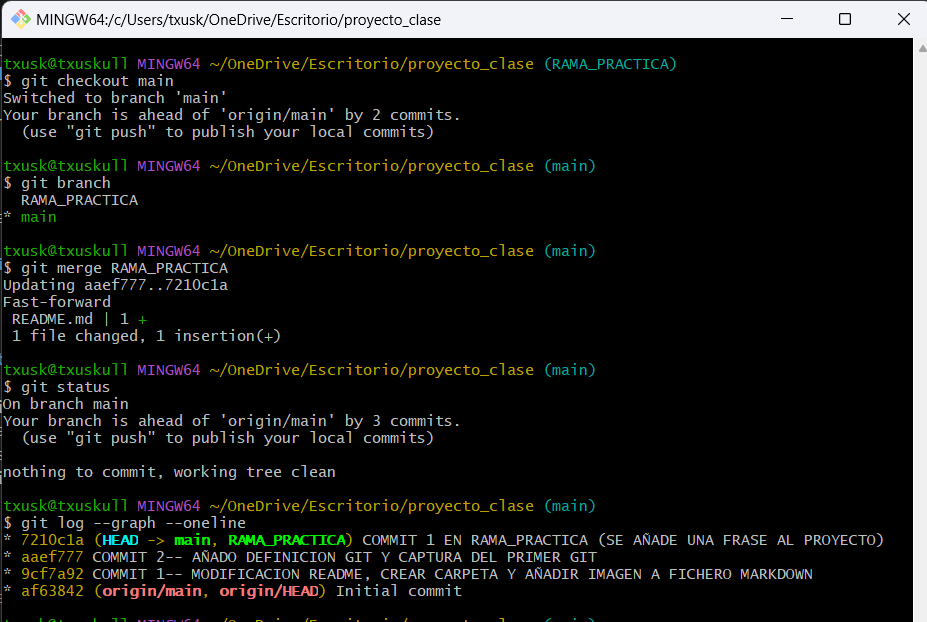 MINGW64:/c/Users/txusk/OneDrive/Escritorio/proyecto_clase
txusk@txuskull MINGW64 ~/OneDrive/Escritorio/proyecto_clase (RAMA_PRACTICA)
$ git checkout main
Switched to branch 'main'
Your branch is ahead of 'origin/main' by 2 commits.
  (use "git push" to publish your local commits)
txusk@txuskull MINGW64 ~/OneDrive/Escritorio/proyecto_clase (main)
$ git branch
  RAMA_PRACTICA
* main
txusk@txuskull MINGW64 ~/OneDrive/Escritorio/proyecto_clase (main)
$ git merge RAMA_PRACTICA
Updating aaef777..7210c1a
Fast-forward
 README.md | 1 +
 1 file changed, 1 insertion(+)
txusk@txuskull MINGW64 ~/OneDrive/Escritorio/proyecto_clase (main)
$ git status
On branch main
Your branch is ahead of 'origin/main' by 3 commits.
  (use "git push" to publish your local commits)
nothing to commit, working tree clean
txusk@txuskull MINGW64 ~/OneDrive/Escritorio/proyecto_clase (main)
$ git log --graph --oneline
* 7210c1a (HEAD -> main, RAMA_PRACTICA) COMMIT 1 EN RAMA_PRACTICA (SE AÑADE UNA FRASE AL PROYECTO)
* aaef777 COMMIT 2-- AÑADO DEFINICION GIT Y CAPTURA DEL PRIMER GIT
* 9cf7a92 COMMIT 1-- MODIFICACION README, CREAR CARPETA Y AÑADIR IMAGEN A FICHERO MARKDOWN
* af63842 (origin/main, origin/HEAD) Initial commit